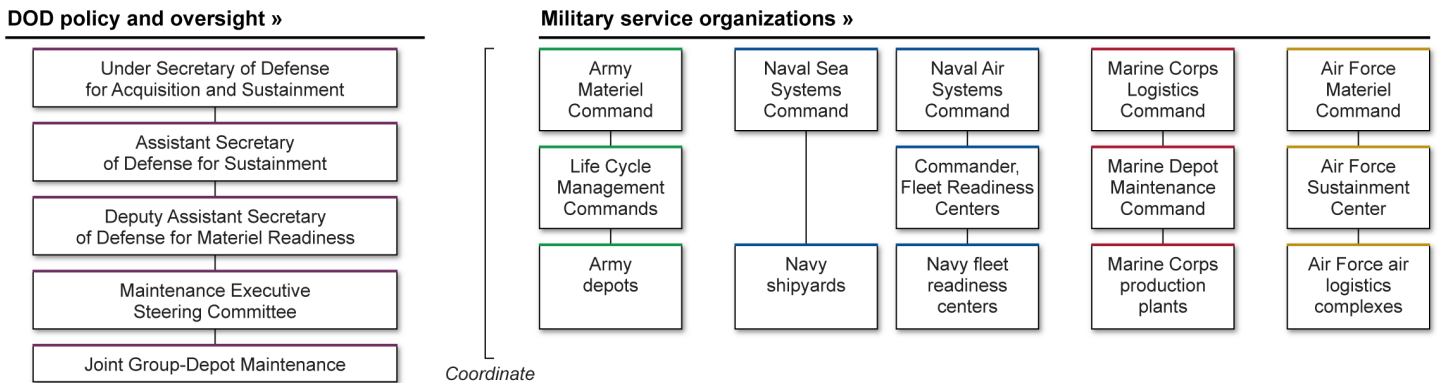 DOD policy and oversight »
Under Secretary of Defense
for Acquisition and Sustainment
Assistant Secretary
of Defense for Sustainment
Deputy Assistant Secretary
of Defense for Materiel Readiness
Maintenance Executive
Steering Committee
Joint Group-Depot Maintenance
Coordinate
Military service organizations »
Army
Materiel
Command
Life Cycle
Management
Commands
Army
depots
Naval Sea
Systems
Command
Navy
shipyards
Naval Air
Systems
Command
Commander,
Fleet Readiness
Centers
Navy fleet
readiness
centers
Marine Corps
Logistics
Command
Marine Depot
Maintenance
Command
Marine Corps
production
plants
Air Force
Materiel
Command
Air Force
Sustainment
Center
Air Force air
logistics
complexes